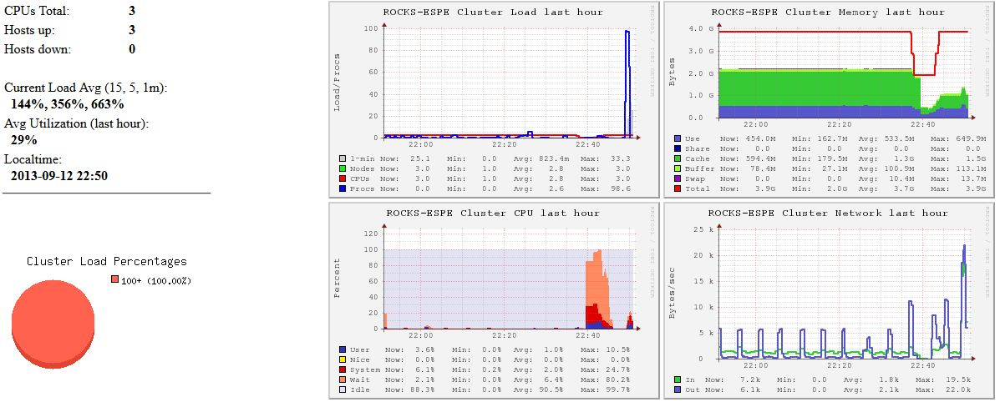 CPUs Total: 3
Hosts up: 3
Hosts down: 0
Current Load Avg (15, 5, 1m):
144%, 356%, 663%
Avg Utilization (last hour):
29%
Localtime:
2013-09-12 22:50
Cluster Load Percentages
100+ (100.00%)
ROCKS-ESPE Cluster Load last hour
RRDTOOL / TOBI OETIKER
Load/Procs
100
80
60
40
20
0
22:00 22:20 22:40
1-min Now: 25.1 Min: 0.0 Avg: 823.4m Max: 33.3
Nodes Now: 3.0 Min: 1.0 Avg: 2.8 Max: 3.0
CPUs Now: 3.0 Min: 1.0 Avg: 2.8 Max: 3.0
Procs Now: 0.0 Min: 0.0 Avg: 2.6 Max: 98.6
ROCKS-ESPE Cluster Memory last hour
RRDTOOL / TOBI OETIKER
Bytes
4.0 G
3.0 G
2.0 G
1.0 G
0.0
22:00 22:20 22:40
Use Now: 454.0M Min: 162.7M Avg: 533.5M Max: 649.9M
Share Now: 0.0 Min: 0.0 Avg: 0.0 Max: 0.0
Cache Now: 594.4M Min: 179.5M Avg: 1.3G Max: 1.5G
Buffer Now: 78.4M Min: 27.1M Avg: 100.9M Max: 113.1M
Swap Now: 0.0 Min: 0.0 Avg: 10.4M Max: 13.7M
Total Now: 3.9G Min: 2.0G Avg: 3.7G Max: 3.9G
ROCKS-ESPE Cluster CPU last hour
RRDTOOL / TOBI OETIKER
Percent
120
100
80
60
40
20
0
22:00 22:20 22:40
User Now: 3.6% Min: 0.0% Avg: 1.0% Max: 10.5%
Nice Now: 0.0% Min: 0.0% Avg: 0.0% Max: 0.0%
System Now: 6.1% Min: 0.2% Avg: 2.0% Max: 24.7%
Wait Now: 2.1% Min: 0.0% Avg: 6.4% Max: 80.2%
Idle Now: 88.3% Min: 0.0% Avg: 90.5% Max: 99.7%
ROCKS-ESPE Cluster Network last hour
RRDTOOL / TOBI OETIKER
Bytes/sec
25 k
20 k
15 k
10 k
5 k
0
22:00 22:20 22:40
In Now: 7.2k Min: 0.0 Avg: 1.8k Max: 19.5k
Out Now: 6.1k Min: 0.0 Avg: 2.1k Max: 22.0k